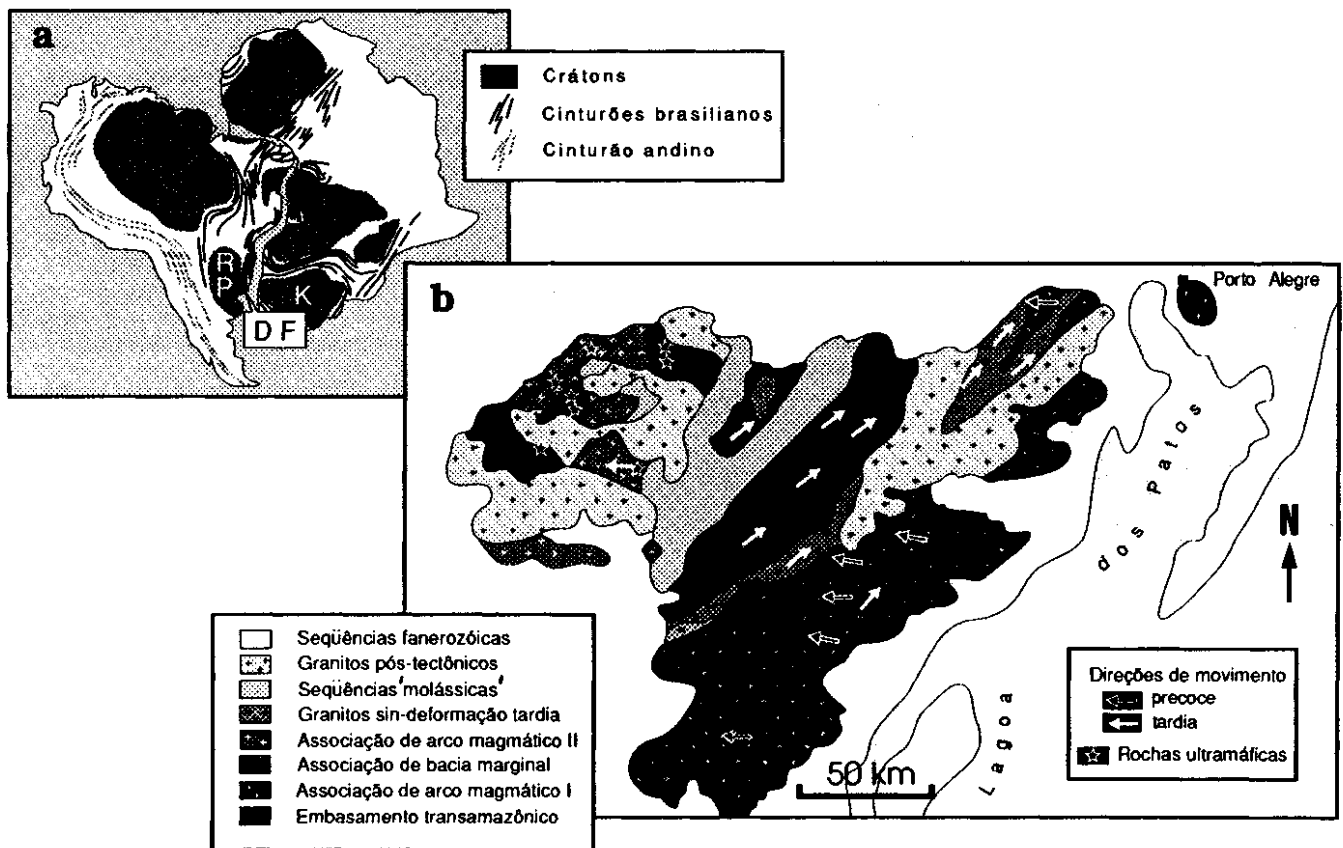 a
Crátons
Cinturões brasilianos
Cinturão andino
R
P
K
DF
b
Porto Alegre
Lagoa dos Patos
N
50 km
Direções de movimento
precoce
tardia
Rochas ultramáficas
Seqüências fanerozóicas
Granitos pós-tectônicos
Seqüências 'molássicas'
Granitos sin-deformação tardia
Associação de arco magmático II
Associação de bacia marginal
Associação de arco magmático I
Embasamento transamazônico